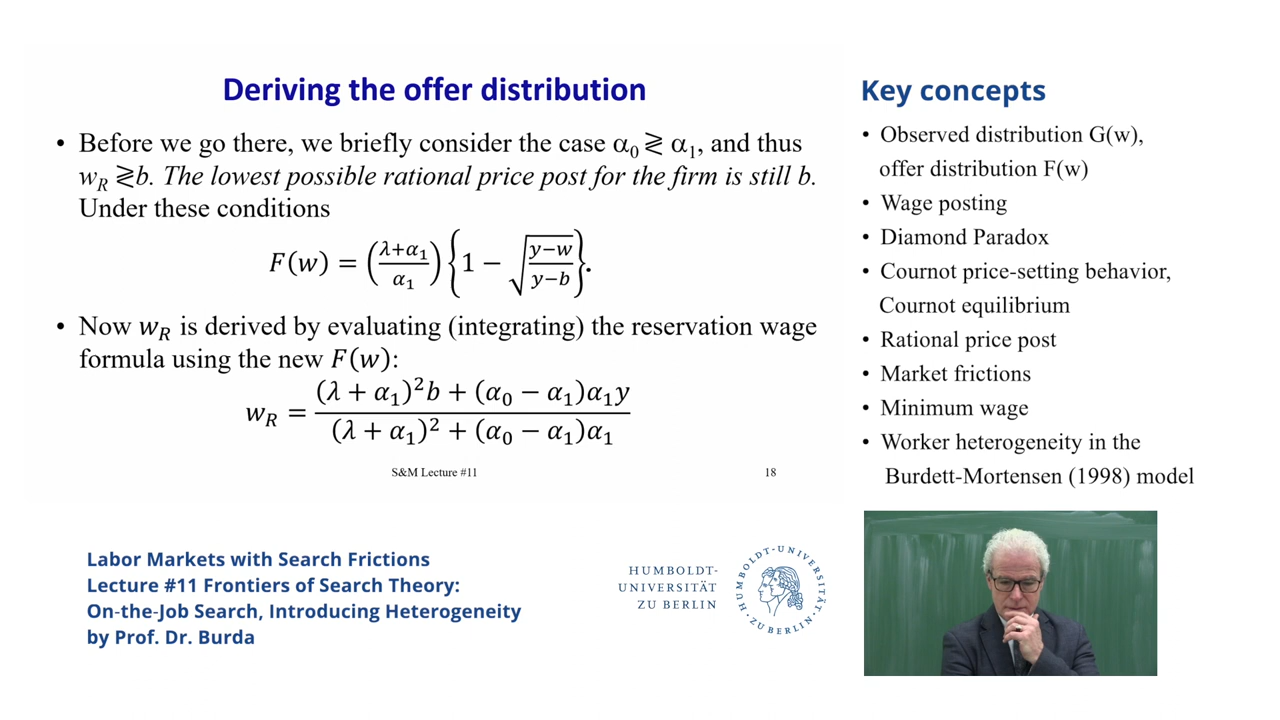 Deriving the offer distribution
• Before we go there, we briefly consider the case α₀ ≷ α₁, and thus
w_R ≷b. The lowest possible rational price post for the firm is still b.
Under these conditions
F(w) = ((λ+α₁)/α₁) {1 − √((y−w)/(y−b))}.
• Now w_R is derived by evaluating (integrating) the reservation wage
formula using the new F(w):
w_R = ((λ + α₁)²b + (α₀ − α₁)α₁y) / ((λ + α₁)² + (α₀ − α₁)α₁)
S&M Lecture #11
18
Key concepts
• Observed distribution G(w),
offer distribution F(w)
• Wage posting
• Diamond Paradox
• Cournot price-setting behavior,
Cournot equilibrium
• Rational price post
• Market frictions
• Minimum wage
• Worker heterogeneity in the
Burdett-Mortensen (1998) model
Labor Markets with Search Frictions
Lecture #11 Frontiers of Search Theory:
On-the-Job Search, Introducing Heterogeneity
by Prof. Dr. Burda
HUMBOLDT-
UNIVERSITÄT
ZU BERLIN
HUMBOLDT-UNIVERSITÄT ZU BERLIN